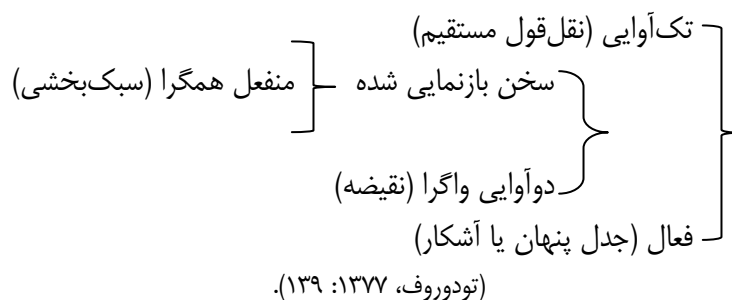 تک‌آوایی (نقل‌قول مستقیم)
سخن بازنمایی شده منفعل همگرا (سبک‌بخشی)
دوآوایی واگرا (نقیضه)
فعال (جدل پنهان یا آشکار)
(تودوروف، ۱۳۷۷: ۱۳۹).